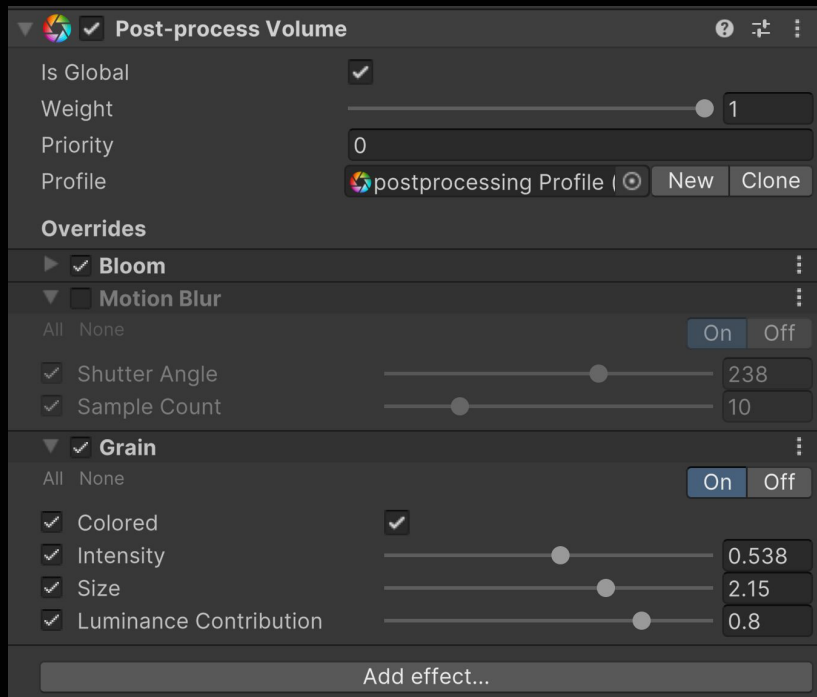 Post-process Volume
Is Global
Weight 1
Priority 0
Profile postprocessing Profile ( New Clone
Overrides
Bloom
Motion Blur
All None On Off
Shutter Angle 238
Sample Count 10
Grain
All None On Off
Colored
Intensity 0.538
Size 2.15
Luminance Contribution 0.8
Add effect...